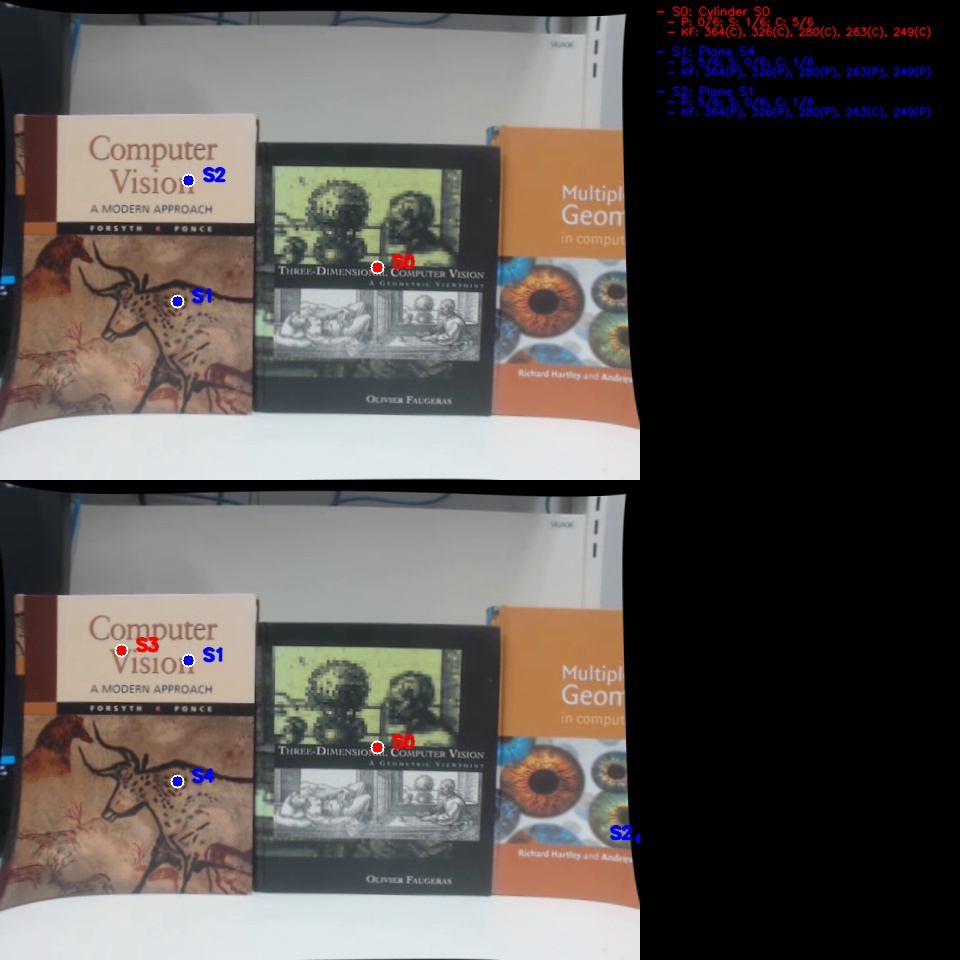 - S0: Cylinder S0
- P: 0/6; S: 1/6; C: 5/6
- KF: 364(C), 326(C), 280(C), 263(C), 249(C)
- S1: Plane S4
- P: 5/6; S: 0/6; C: 1/6
- KF: 364(P), 326(P), 280(P), 263(P), 249(P)
- S2: Plane S1
- P: 5/6; S: 0/6; C: 1/6
- KF: 364(P), 326(P), 280(P), 263(C), 249(P)
Computer
Vision
A MODERN APPROACH
FORSYTH PONCE
S2
S1
THREE-DIMENSIONAL COMPUTER VISION
A GEOMETRIC VIEWPOINT
OLIVIER FAUGERAS
S0
Multipl
Geom
in comput
Richard Hartley and Andrew
Computer
Vision
A MODERN APPROACH
FORSYTH PONCE
S3
S1
S4
THREE-DIMENSIONAL COMPUTER VISION
A GEOMETRIC VIEWPOINT
OLIVIER FAUGERAS
S0
Multipl
Geom
in comput
S2
Richard Hartley and Andrew